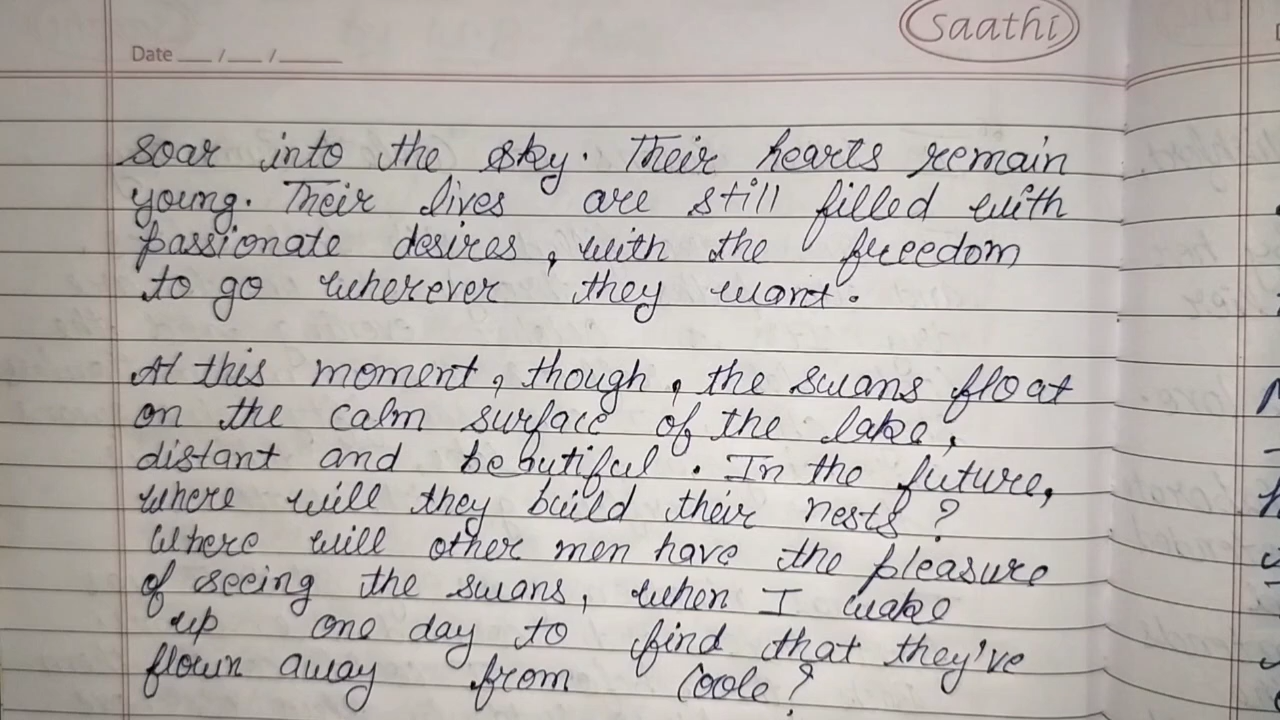 Saathi
Date __/__/____
soar into the sky. Their hearts remain
young. Their lives are still filled with
passionate desires, with the freedom
to go wherever they want.
At this moment, though, the swans float
on the calm surface of the lake,
distant and beautiful. In the future,
where will they build their nests?
Where will other men have the pleasure
of seeing the swans, when I wake
up one day to find that they've
flown away from Coole?